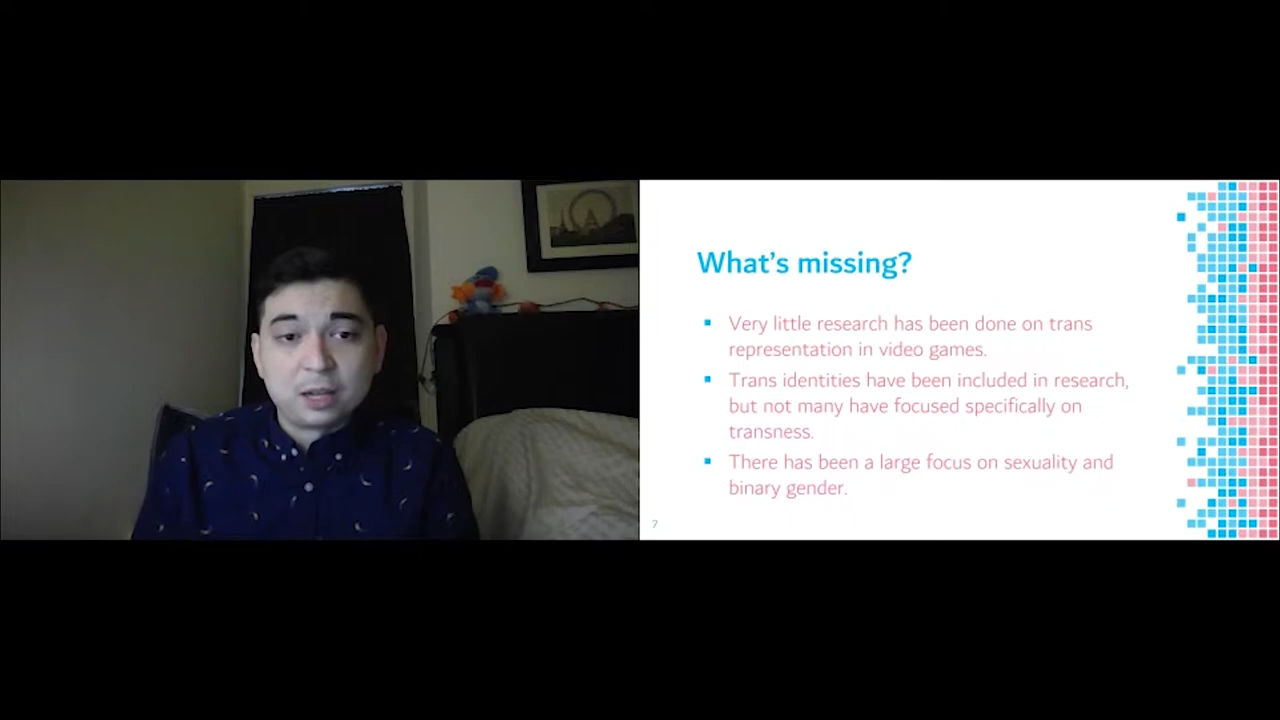 What's missing?
▪ Very little research has been done on trans
representation in video games.
▪ Trans identities have been included in research,
but not many have focused specifically on
transness.
▪ There has been a large focus on sexuality and
binary gender.
7